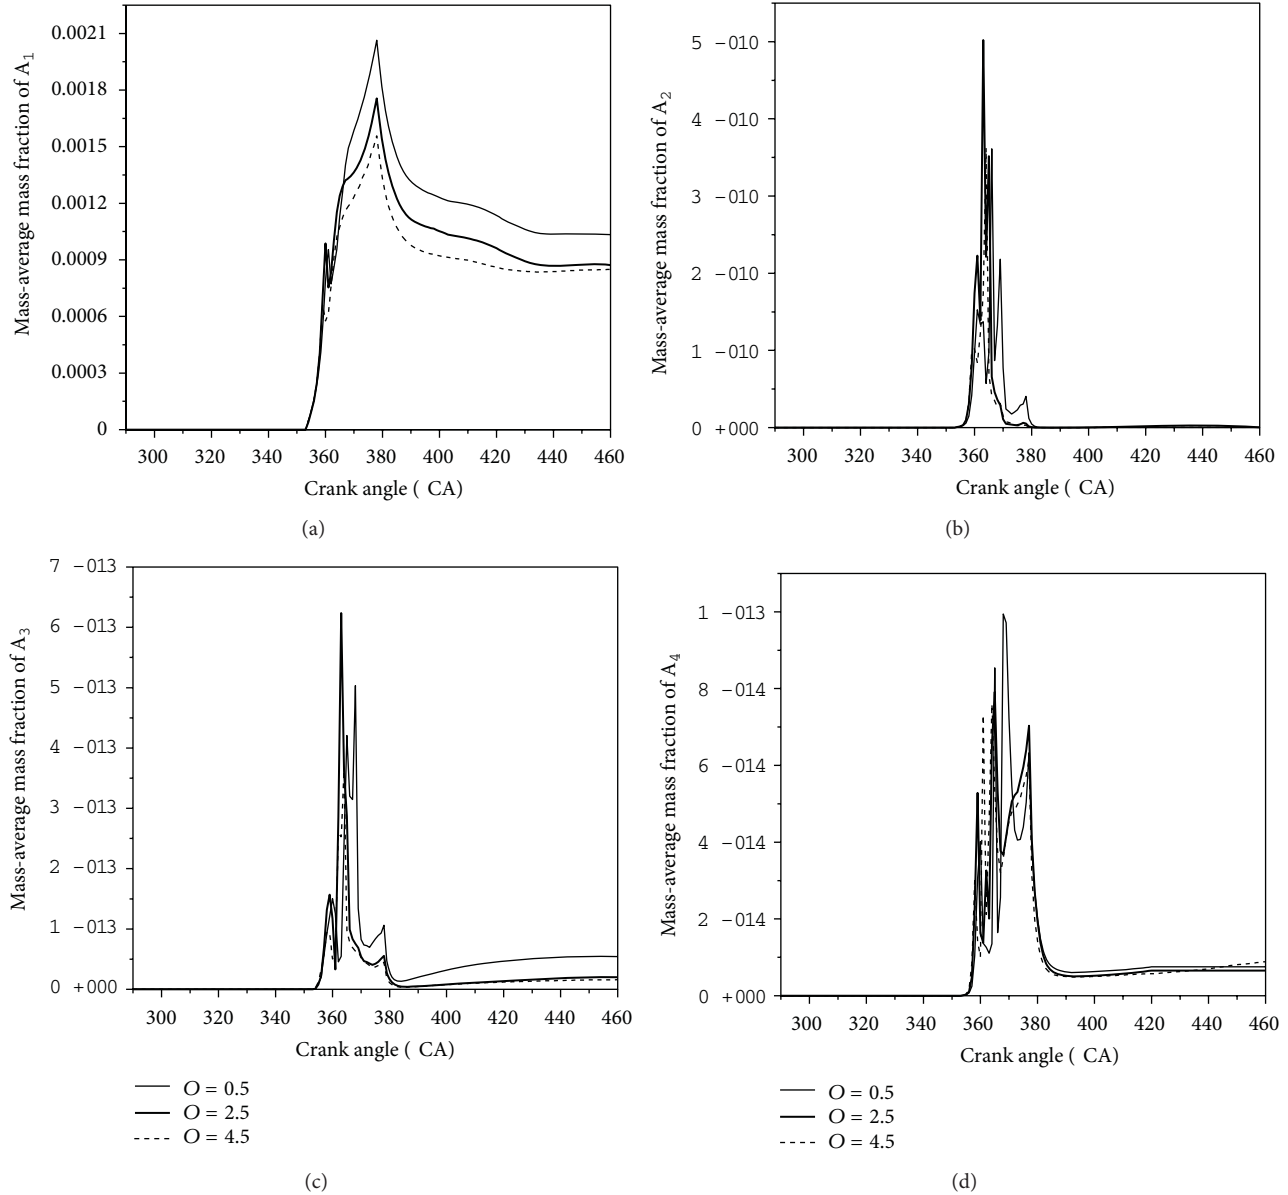 Mass-average mass fraction of A1
0.0021
0.0018
0.0015
0.0012
0.0009
0.0006
0.0003
0
300 320 340 360 380 400 420 440 460
Crank angle ( CA)
(a)
Mass-average mass fraction of A2
5 −010
4 −010
3 −010
2 −010
1 −010
0 +000
300 320 340 360 380 400 420 440 460
Crank angle ( CA)
(b)
Mass-average mass fraction of A3
7 −013
6 −013
5 −013
4 −013
3 −013
2 −013
1 −013
0 +000
300 320 340 360 380 400 420 440 460
Crank angle ( CA)
O = 0.5
O = 2.5
O = 4.5
(c)
Mass-average mass fraction of A4
1 −013
8 −014
6 −014
4 −014
2 −014
0 +000
300 320 340 360 380 400 420 440 460
Crank angle ( CA)
O = 0.5
O = 2.5
O = 4.5
(d)